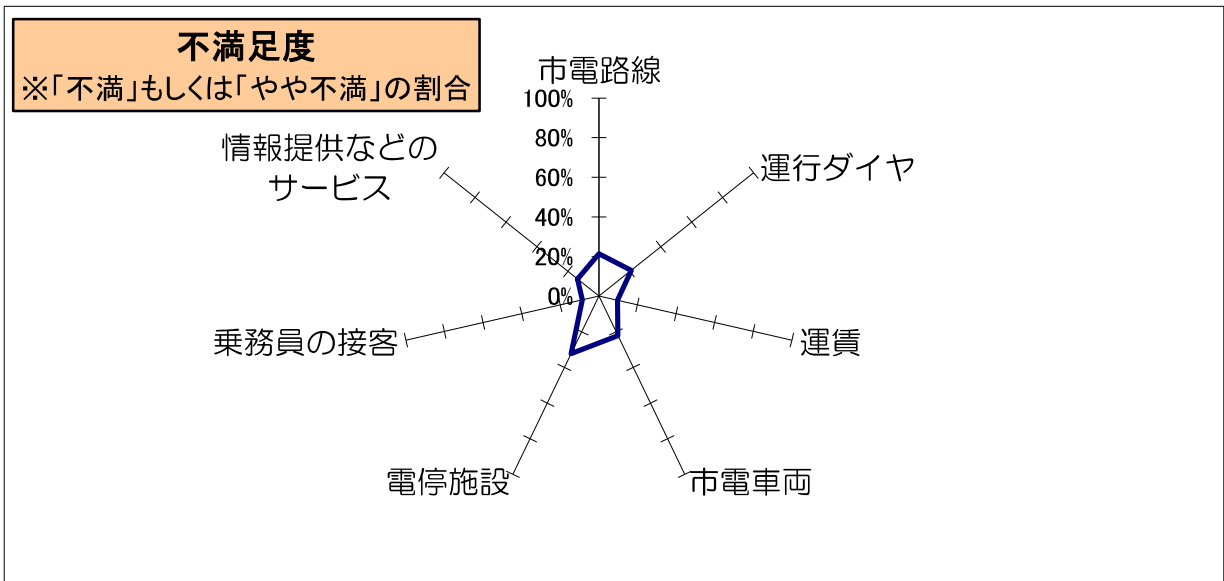 不満足度
※「不満」もしくは「やや不満」の割合
市電路線
100%
80%
60%
40%
20%
0%
運行ダイヤ
運賃
市電車両
電停施設
乗務員の接客
情報提供などの
サービス